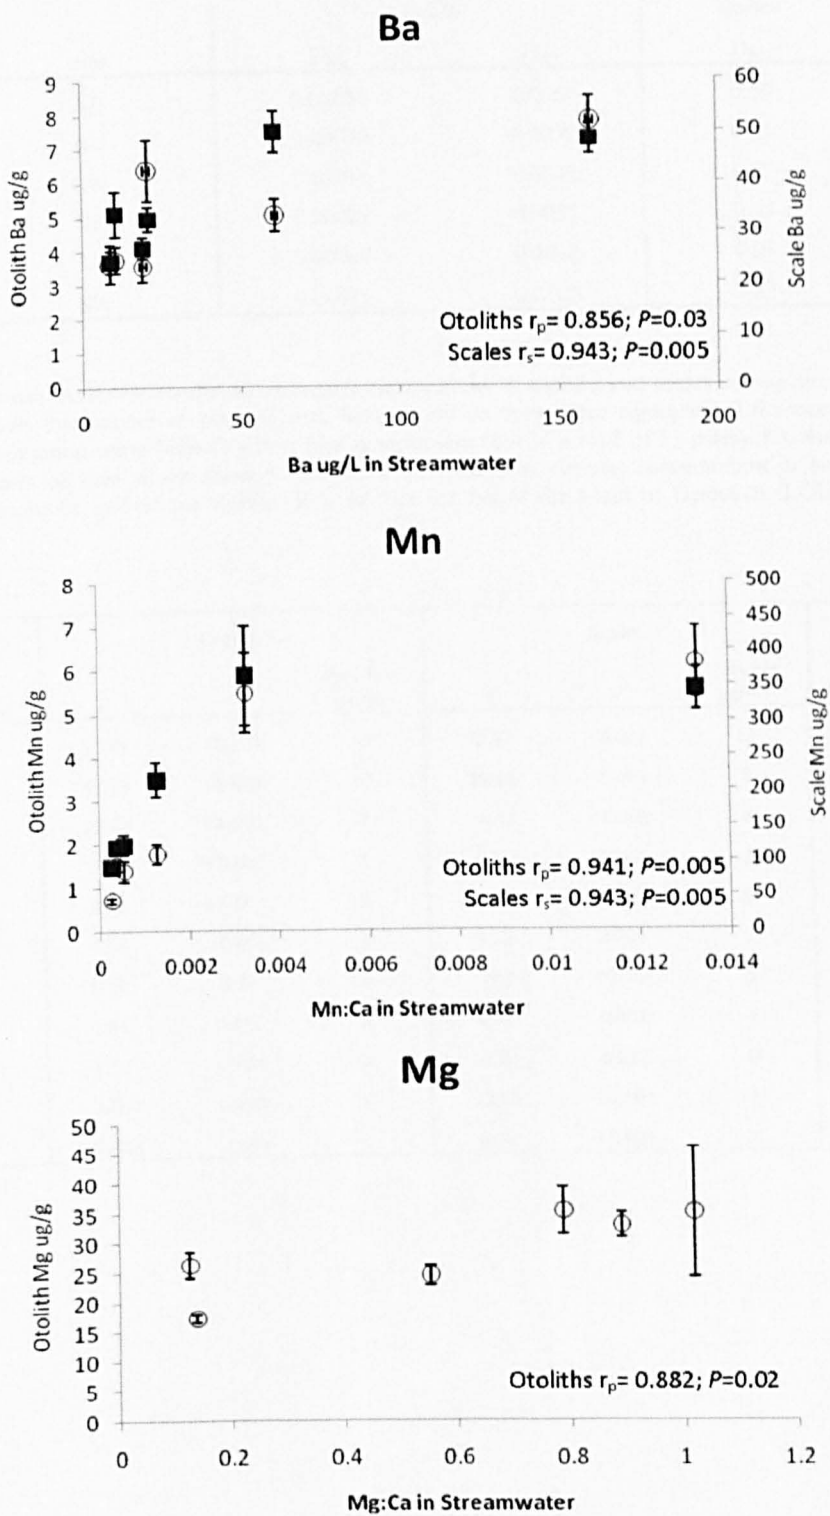 Ba
9
8
7
6
5
4
3
2
1
0
Otolith Ba ug/g
60
50
40
30
20
10
0
Scale Ba ug/g
Otoliths rp= 0.856; P=0.03
Scales rs= 0.943; P=0.005
0 50 100 150 200
Ba ug/L in Streamwater
Mn
8
7
6
5
4
3
2
1
0
Otolith Mn ug/g
500
450
400
350
300
250
200
150
100
50
0
Scale Mn ug/g
Otoliths rp= 0.941; P=0.005
Scales rs= 0.943; P=0.005
0 0.002 0.004 0.006 0.008 0.01 0.012 0.014
Mn:Ca in Streamwater
Mg
50
45
40
35
30
25
20
15
10
5
0
Otolith Mg ug/g
Otoliths rp= 0.882; P=0.02
0 0.2 0.4 0.6 0.8 1 1.2
Mg:Ca in Streamwater